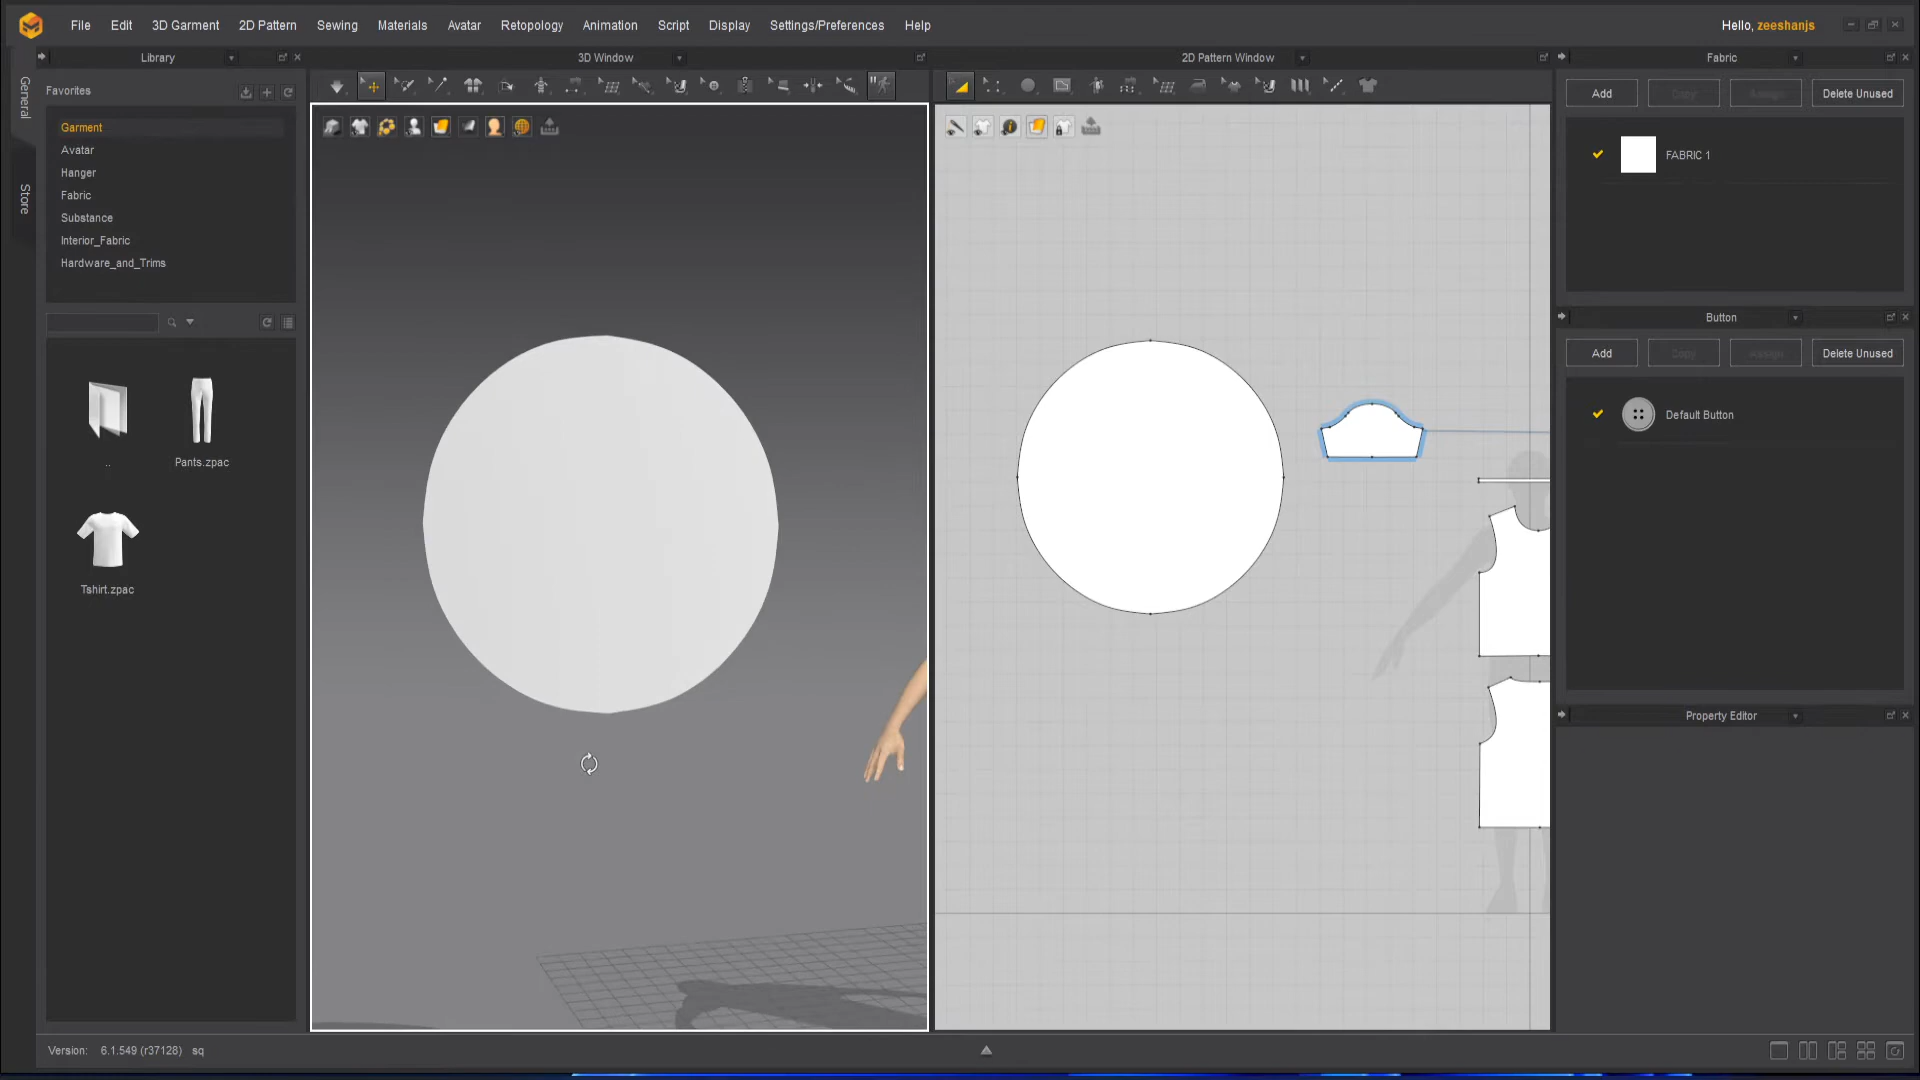 File Edit 3D Garment 2D Pattern Sewing Materials Avatar Retopology Animation Script Display Settings/Preferences Help Hello, zeeshanjs
Library 3D Window 2D Pattern Window Fabric
General
Store
Favorites
Garment
Avatar
Hanger
Fabric
Substance
Interior_Fabric
Hardware_and_Trims
..
Pants.zpac
Tshirt.zpac
Add Copy Assign Delete Unused
FABRIC 1
Button
Add Copy Assign Delete Unused
Default Button
Property Editor
Version: 6.1.549 (r37128) sq